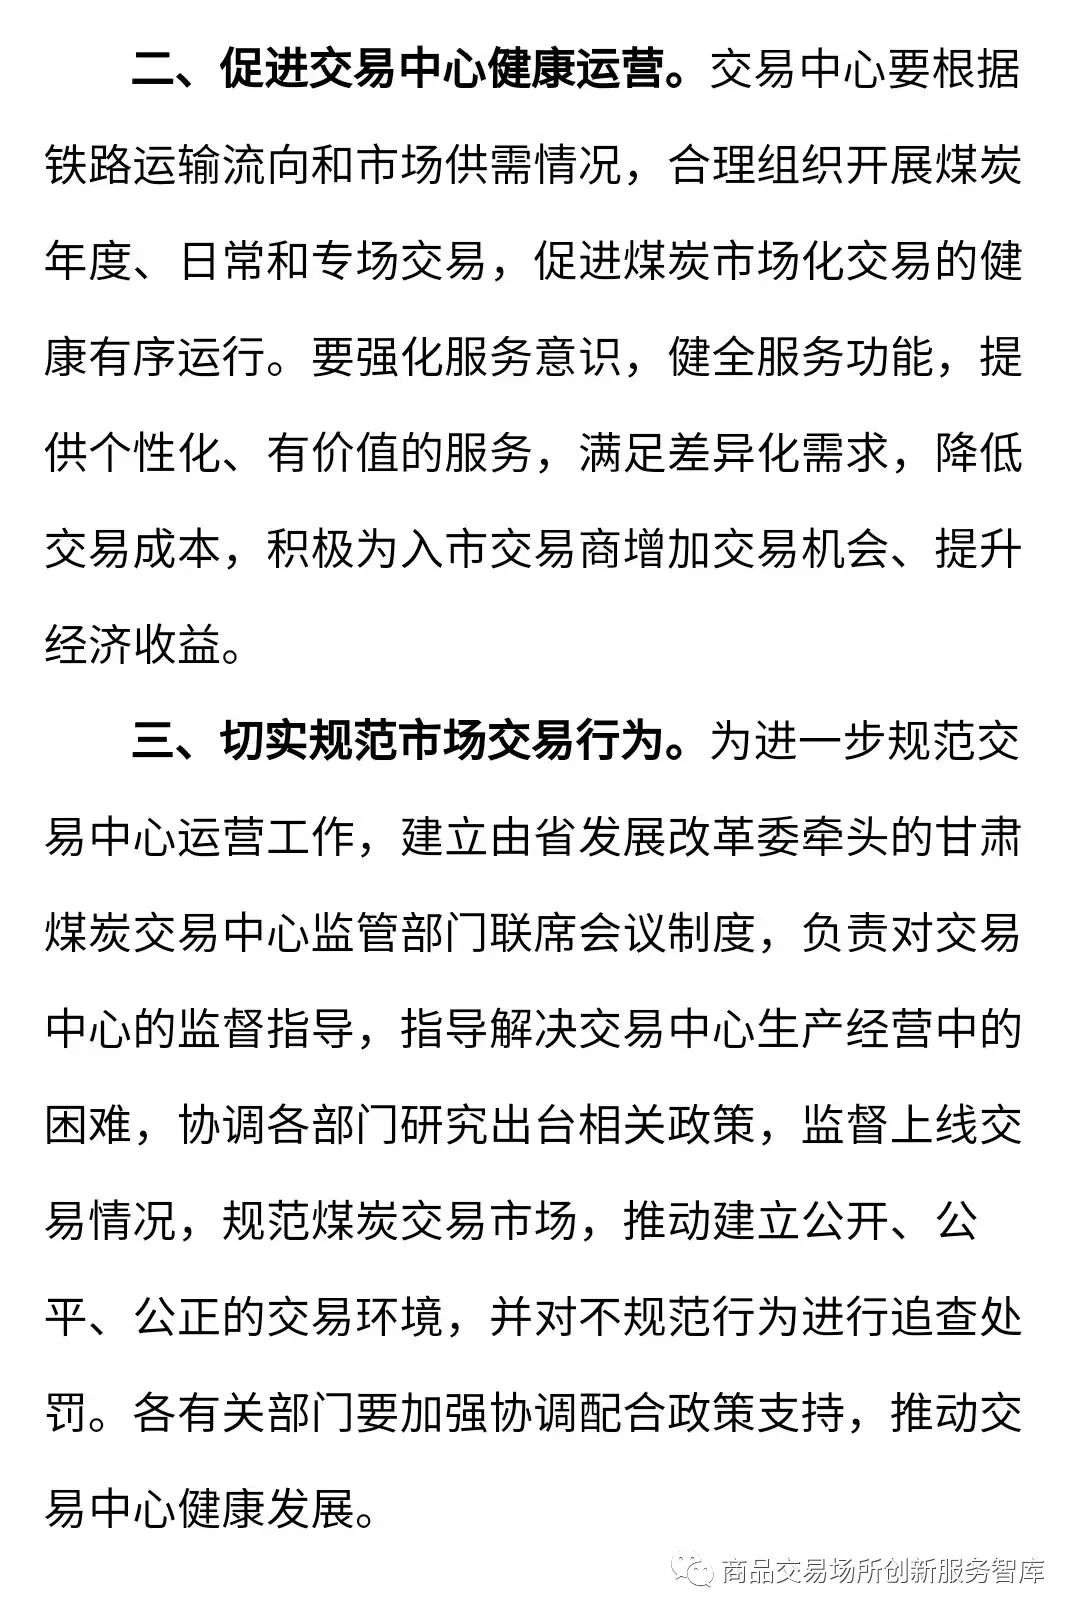 二、促进交易中心健康运营。交易中心要根据
铁路运输流向和市场供需情况，合理组织开展煤炭
年度、日常和专场交易，促进煤炭市场化交易的健
康有序运行。要强化服务意识，健全服务功能，提
供个性化、有价值的服务，满足差异化需求，降低
交易成本，积极为入市交易商增加交易机会、提升
经济收益。
三、切实规范市场交易行为。为进一步规范交
易中心运营工作，建立由省发展改革委牵头的甘肃
煤炭交易中心监管部门联席会议制度，负责对交易
中心的监督指导，指导解决交易中心生产经营中的
困难，协调各部门研究出台相关政策，监督上线交
易情况，规范煤炭交易市场，推动建立公开、公
平、公正的交易环境，并对不规范行为进行追查处
罚。各有关部门要加强协调配合政策支持，推动交
易中心健康发展。
商品交易场所创新服务智库